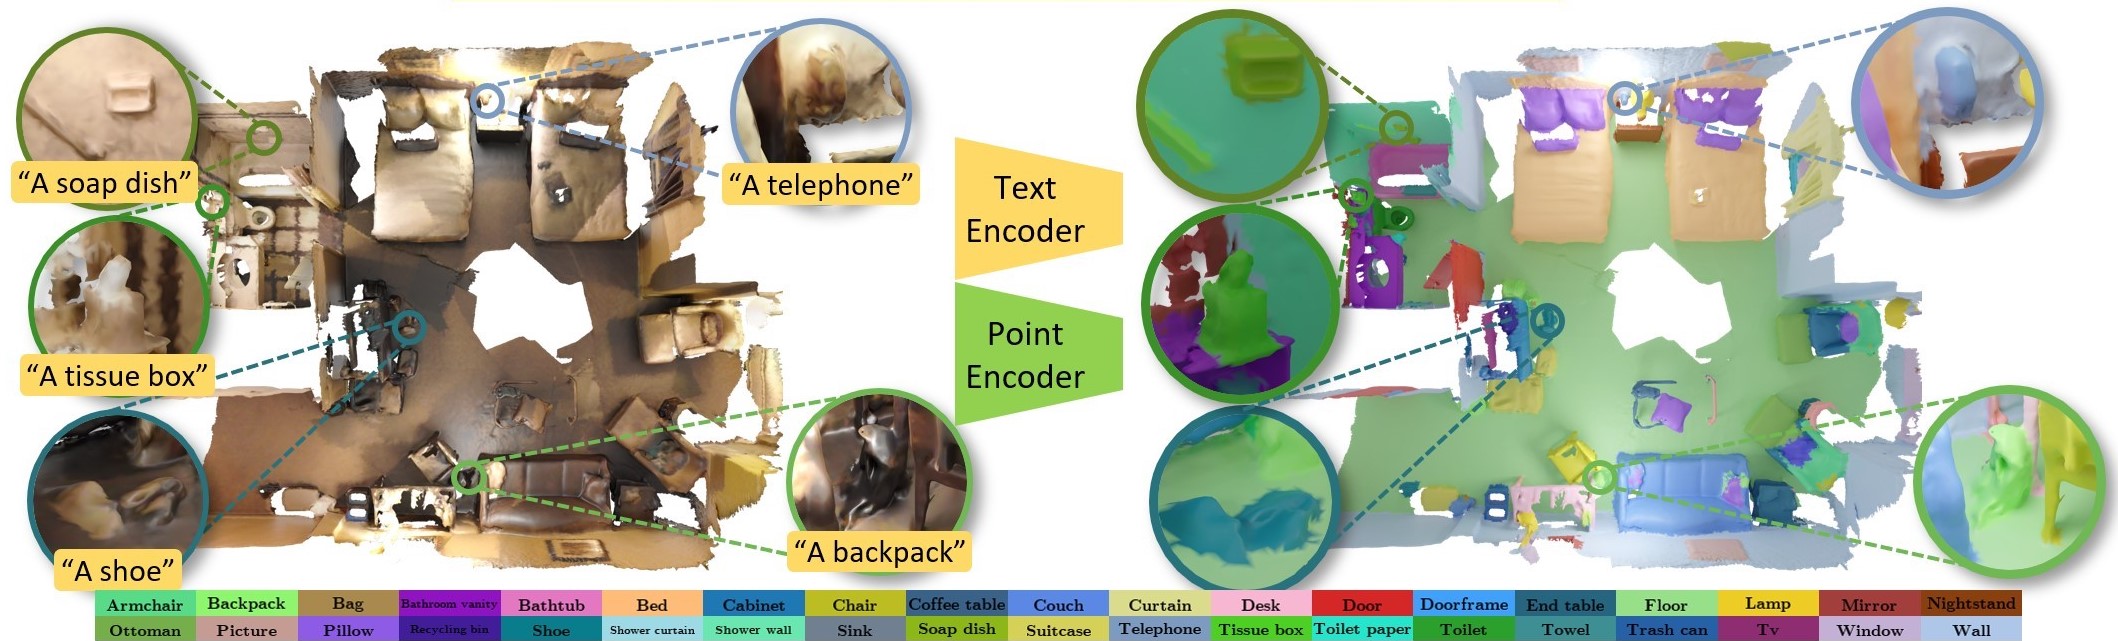 “A soap dish”
“A telephone”
“A tissue box”
“A shoe”
“A backpack”
Text
Encoder
Point
Encoder
Armchair Backpack Bag Bathroom vanity Bathtub Bed Cabinet Chair Coffee table Couch Curtain Desk Door Doorframe End table Floor Lamp Mirror Nightstand
Ottoman Picture Pillow Recycling bin Shoe Shower curtain Shower wall Sink Soap dish Suitcase Telephone Tissue box Toilet paper Toilet Towel Trash can Tv Window Wall